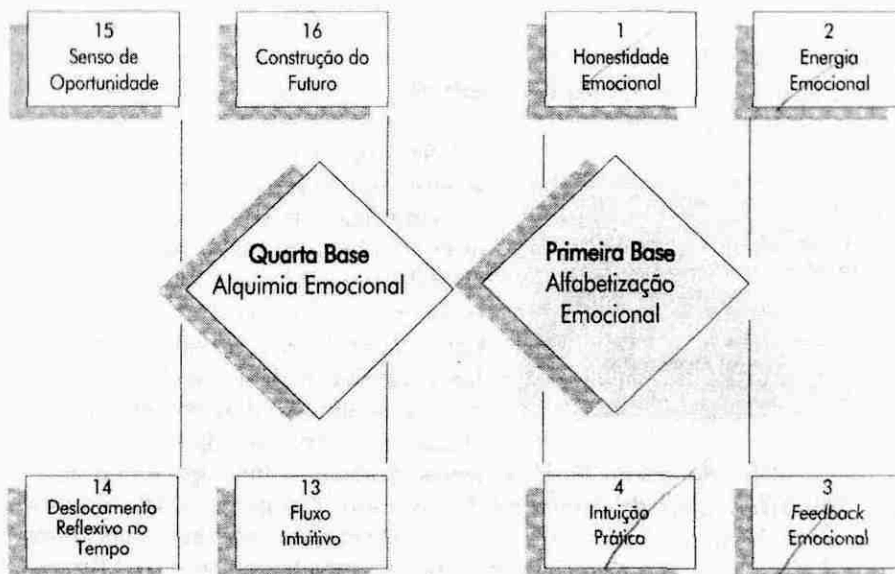 15
Senso de
Oportunidade
16
Construção do
Futuro
1
Honestidade
Emocional
2
Energia
Emocional
Quarta Base
Alquimia Emocional
Primeira Base
Alfabetização
Emocional
14
Deslocamento
Reflexivo no
Tempo
13
Fluxo
Intuitivo
4
Intuição
Prática
3
Feedback
Emocional